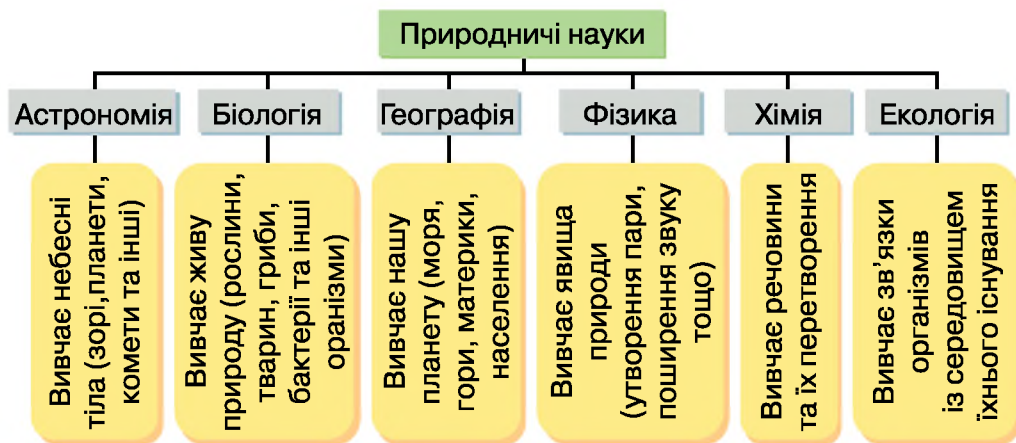 Природничі науки
Астрономія
Біологія
Географія
Фізика
Хімія
Екологія
Вивчає небесні
тіла (зорі,планети,
комети та інші)
Вивчає живу
природу (рослини,
тварин, гриби,
бактерії та інші
оранізми)
Вивчає нашу
планету (моря,
гори, материки,
населення)
Вивчає явища
природи
(утворення пари,
поширення звуку
тощо)
Вивчає речовини
та їх перетворення
Вивчає зв’язки
організмів
із середовищем
їхнього існування